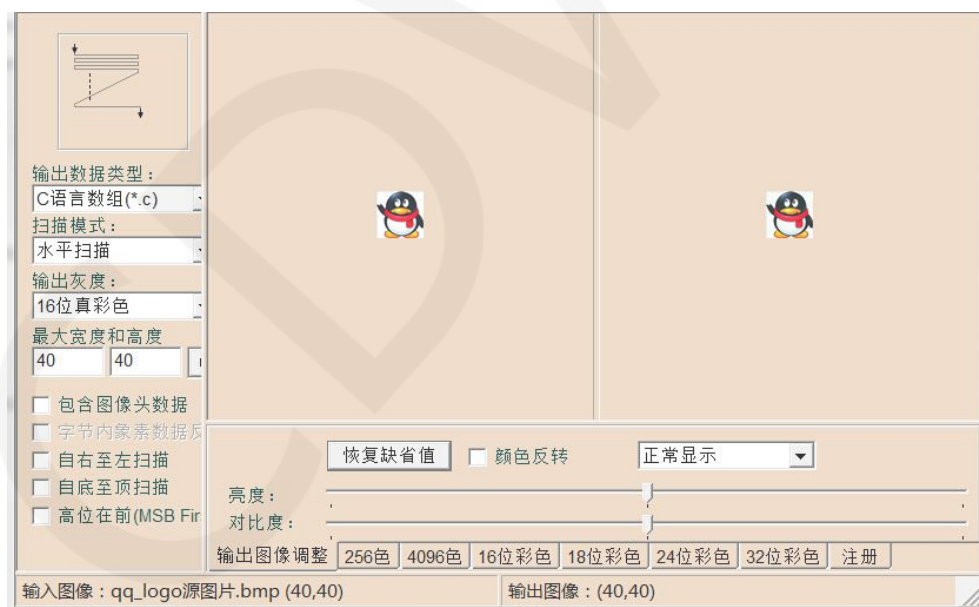 输出数据类型：
C语言数组(*.c)
扫描模式：
水平扫描
输出灰度：
16位真彩色
最大宽度和高度
40 40
包含图像头数据
字节内象素数据
自右至左扫描
自底至顶扫描
高位在前(MSB Fir
恢复缺省值 颜色反转 正常显示
亮度：
对比度：
输出图像调整 256色 4096色 16位彩色 18位彩色 24位彩色 32位彩色 注册
输入图像：qq_logo源图片.bmp (40,40) 输出图像：(40,40)